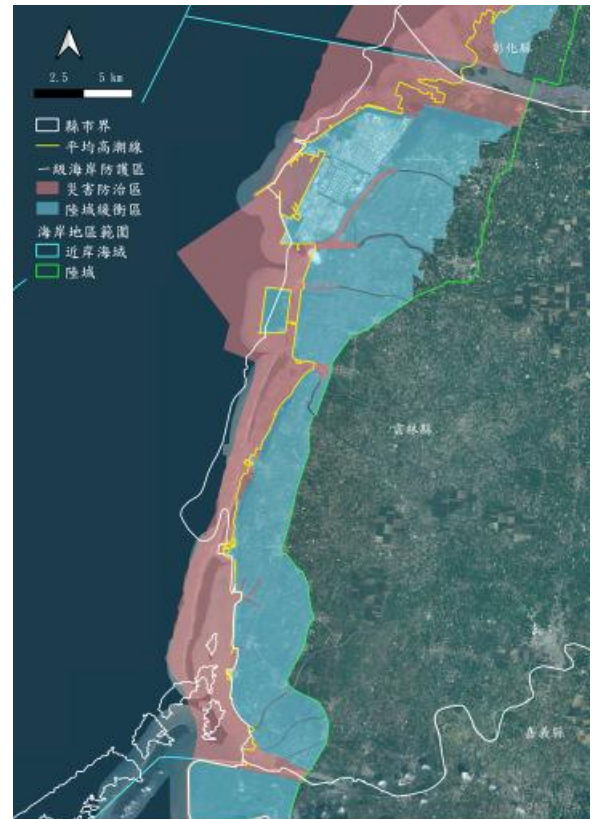 彰化縣
2.5 5 km
縣市界
平均高潮線
一級海岸防護區
災害防治區
陸域緩衝區
海岸地區範圍
近岸海域
陸域
雲林縣
嘉義縣